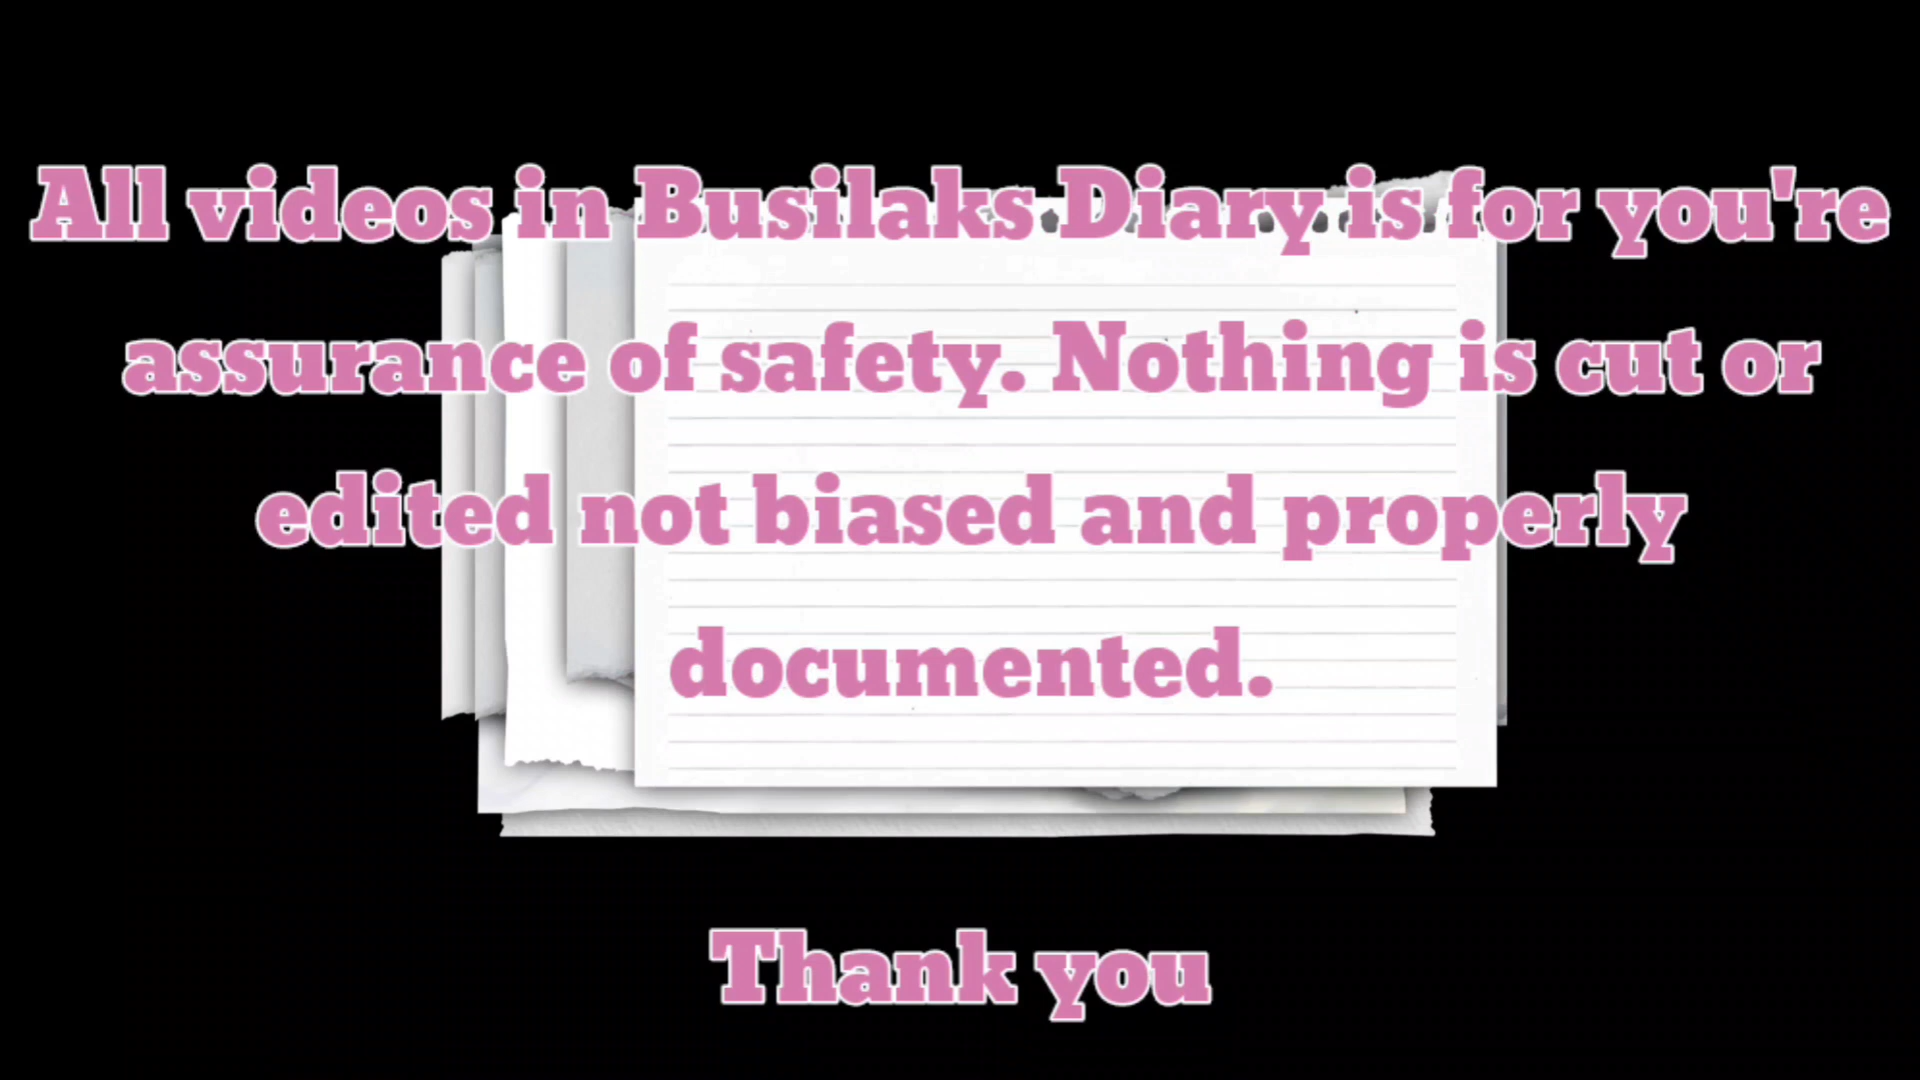 All videos in Busilaks Diary is for you're
assurance of safety. Nothing is cut or
edited not biased and properly
documented.
Thank you